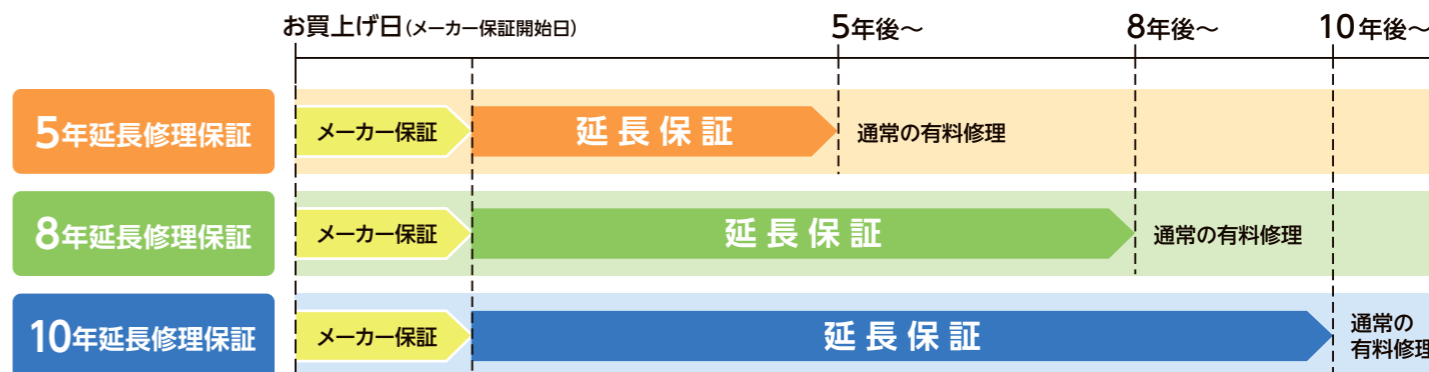 お買上げ日(メーカー保証開始日) 5年後～ 8年後～ 10年後～
5年延長修理保証 メーカー保証 延長保証 通常の有料修理
8年延長修理保証 メーカー保証 延長保証 通常の有料修理
10年延長修理保証 メーカー保証 延長保証 通常の
有料修理